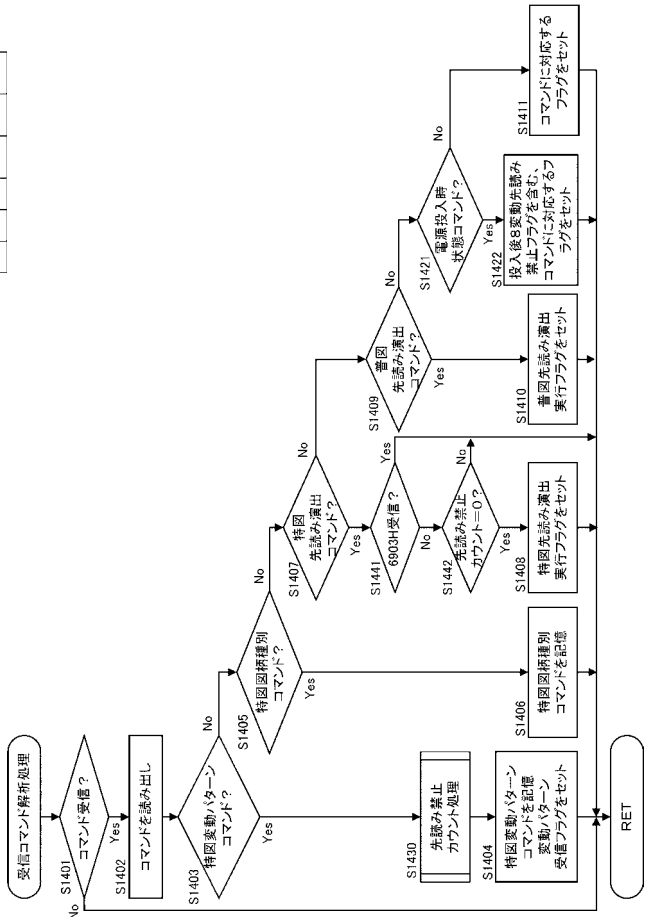 受信コマンド解析処理
S1401
コマンド受信？
No
Yes
S1402
コマンドを読み出し
S1403
特図変動パターン
コマンド？
No
Yes
S1430
先読み禁止
カウント処理
S1404
特図変動パターン
コマンドを記憶
変動パターン
受信フラグをセット
S1405
特図図柄種別
コマンド？
No
Yes
S1406
特図図柄種別
コマンドを記憶
S1407
特図
先読み演出
コマンド？
No
Yes
S1441
6903H受信？
Yes
No
S1442
先読み禁止
カウント＝0？
No
Yes
S1408
特図先読み演出
実行フラグをセット
S1409
普図
先読み演出
コマンド？
No
Yes
S1410
普図先読み演出
実行フラグをセット
S1421
電源投入時
状態コマンド？
No
Yes
S1422
投入後8変動先読み
禁止フラグを含む、
コマンドに対応するフ
ラグをセット
S1411
コマンドに対応する
フラグをセット
RET